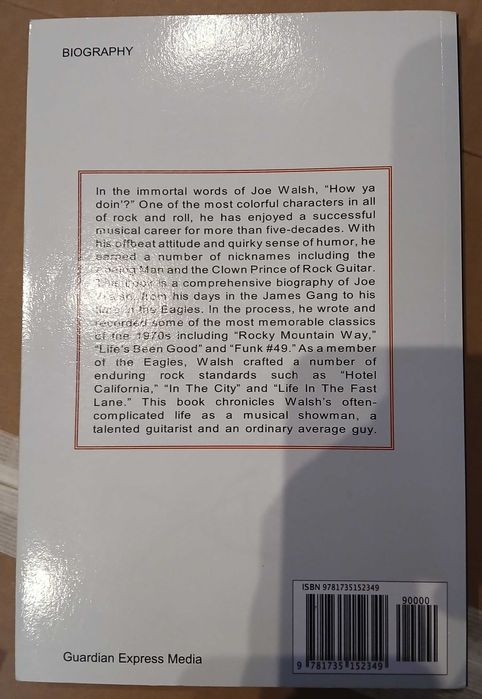 BIOGRAPHY
In the immortal words of Joe Walsh, “How ya
doin’?” One of the most colorful characters in all
of rock and roll, he has enjoyed a successful
musical career for more than five-decades. With
his offbeat attitude and quirky sense of humor, he
earned a number of nicknames including the
Man and the Clown Prince of Rock Guitar.
This book is a comprehensive biography of Joe
Walsh, from his days in the James Gang to his
time in the Eagles. In the process, he wrote and
recorded some of the most memorable classics
of the 1970s including “Rocky Mountain Way,”
“Life’s Been Good” and “Funk #49.” As a member
of the Eagles, Walsh crafted a number of
enduring rock standards such as “Hotel
California,” “In The City” and “Life In The Fast
Lane.” This book chronicles Walsh’s often-
complicated life as a musical showman, a
talented guitarist and an ordinary average guy.
ISBN 9781735152349
90000
9 781735 152349
Guardian Express Media